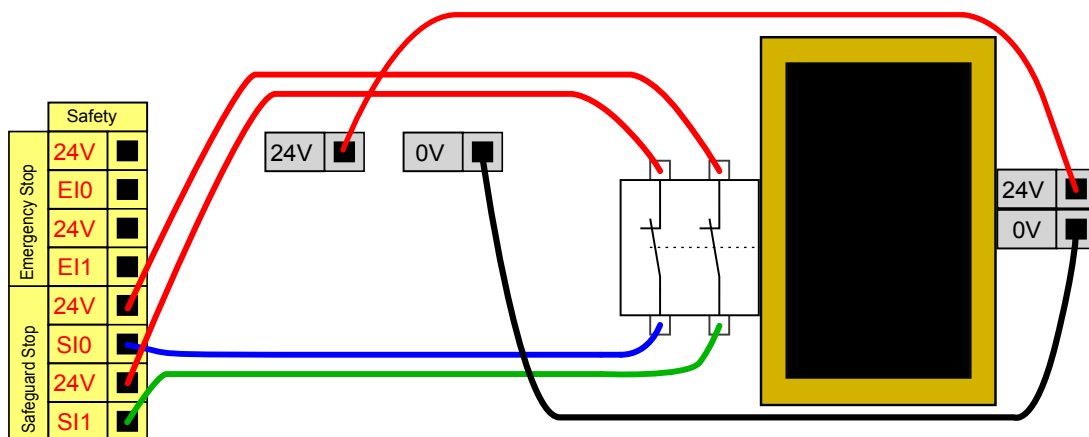 Safety
Emergency Stop
24V
EI0
24V
EI1
Safeguard Stop
24V
SI0
24V
SI1
24V
0V
24V
0V